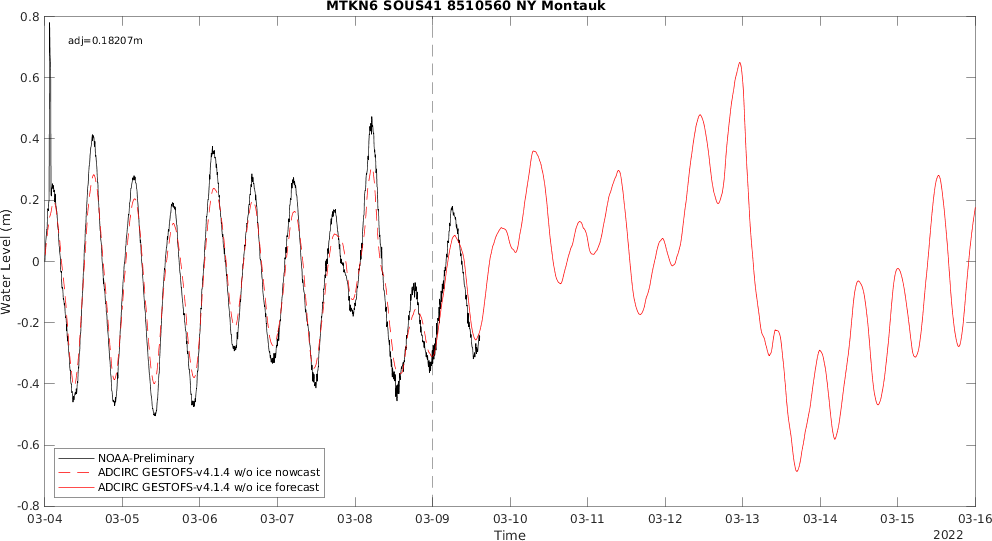 MTKN6 SOUS41 8510560 NY Montauk
adj=0.18207m
Water Level (m)
0.8
0.6
0.4
0.2
0
-0.2
-0.4
-0.6
-0.8
NOAA-Preliminary
ADCIRC GESTOFS-v4.1.4 w/o ice nowcast
ADCIRC GESTOFS-v4.1.4 w/o ice forecast
03-04 03-05 03-06 03-07 03-08 03-09 03-10 03-11 03-12 03-13 03-14 03-15 03-16
Time
2022